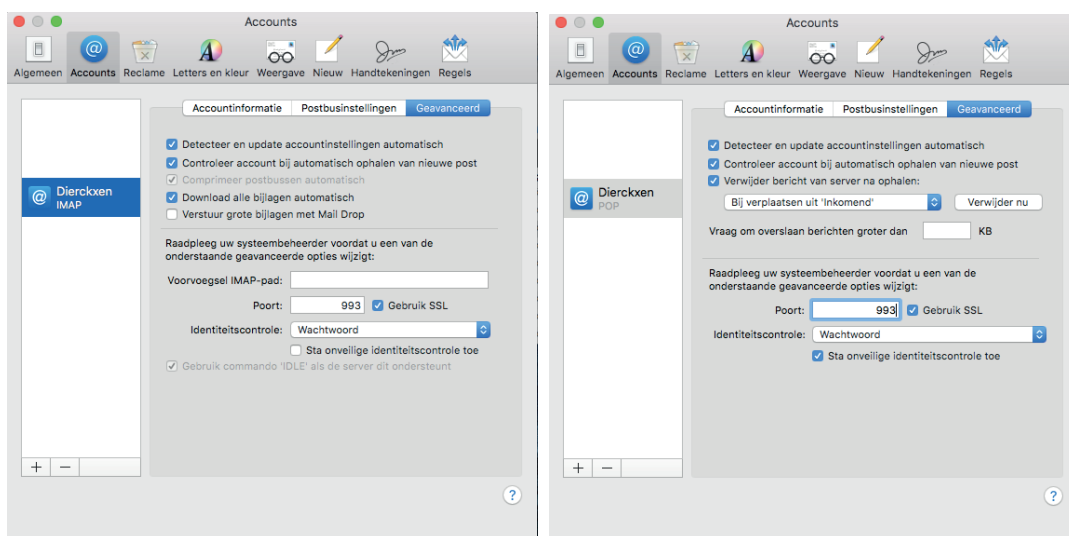 Accounts
Algemeen Accounts Reclame Letters en kleur Weergave Nieuw Handtekeningen Regels
Accountinformatie Postbusinstellingen Geavanceerd
Dierckxen
IMAP
Detecteer en update accountinstellingen automatisch
Controleer account bij automatisch ophalen van nieuwe post
Comprimeer postbussen automatisch
Download alle bijlagen automatisch
Verstuur grote bijlagen met Mail Drop
Raadpleeg uw systeembeheerder voordat u een van de
onderstaande geavanceerde opties wijzigt:
Voorvoegsel IMAP-pad:
Poort: 993 Gebruik SSL
Identiteitscontrole: Wachtwoord
Sta onveilige identiteitscontrole toe
Gebruik commando 'IDLE' als de server dit ondersteunt
+ −
?
Accounts
Algemeen Accounts Reclame Letters en kleur Weergave Nieuw Handtekeningen Regels
Accountinformatie Postbusinstellingen Geavanceerd
Dierckxen
POP
Detecteer en update accountinstellingen automatisch
Controleer account bij automatisch ophalen van nieuwe post
Verwijder bericht van server na ophalen:
Bij verplaatsen uit 'Inkomend' Verwijder nu
Vraag om overslaan berichten groter dan KB
Raadpleeg uw systeembeheerder voordat u een van de
onderstaande geavanceerde opties wijzigt:
Poort: 993 Gebruik SSL
Identiteitscontrole: Wachtwoord
Sta onveilige identiteitscontrole toe
+ −
?